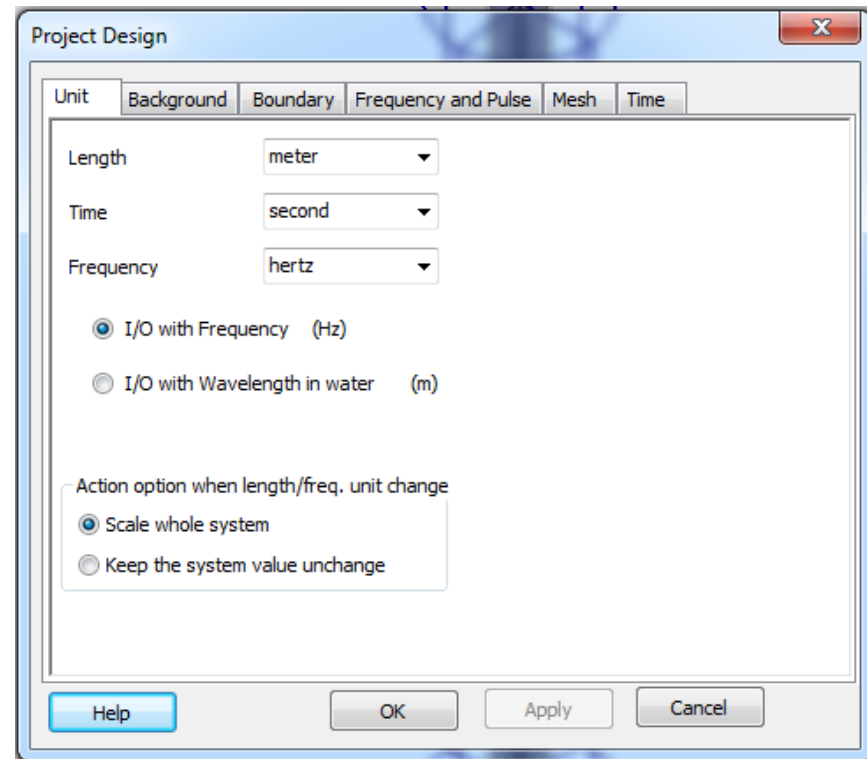 Project Design
Unit Background Boundary Frequency and Pulse Mesh Time
Length meter
Time second
Frequency hertz
I/O with Frequency (Hz)
I/O with Wavelength in water (m)
Action option when length/freq. unit change
Scale whole system
Keep the system value unchange
Help OK Apply Cancel